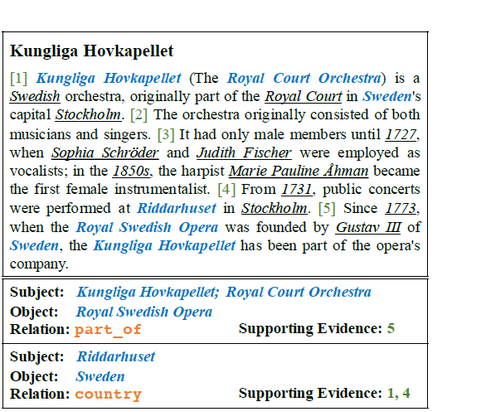 Kungliga Hovkapellet
[1] Kungliga Hovkapellet (The Royal Court Orchestra) is a
Swedish orchestra, originally part of the Royal Court in Sweden's
capital Stockholm. [2] The orchestra originally consisted of both
musicians and singers. [3] It had only male members until 1727,
when Sophia Schröder and Judith Fischer were employed as
vocalists; in the 1850s, the harpist Marie Pauline Åhman became
the first female instrumentalist. [4] From 1731, public concerts
were performed at Riddarhuset in Stockholm. [5] Since 1773,
when the Royal Swedish Opera was founded by Gustav III of
Sweden, the Kungliga Hovkapellet has been part of the opera's
company.
Subject: Kungliga Hovkapellet; Royal Court Orchestra
Object: Royal Swedish Opera
Relation: part_of Supporting Evidence: 5
Subject: Riddarhuset
Object: Sweden
Relation: country Supporting Evidence: 1, 4